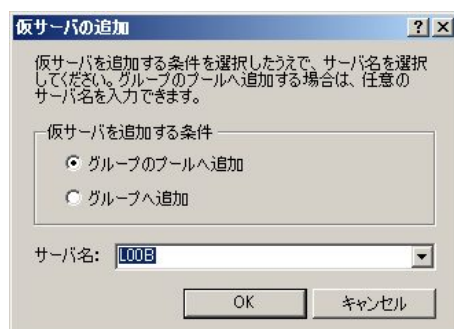 仮サーバの追加
仮サーバを追加する条件を選択したうえで、サーバ名を選択
してください。グループのプールへ追加する場合は、任意の
サーバ名を入力できます。
仮サーバを追加する条件
グループのプールへ追加
グループへ追加
サーバ名: LOOB
OK キャンセル